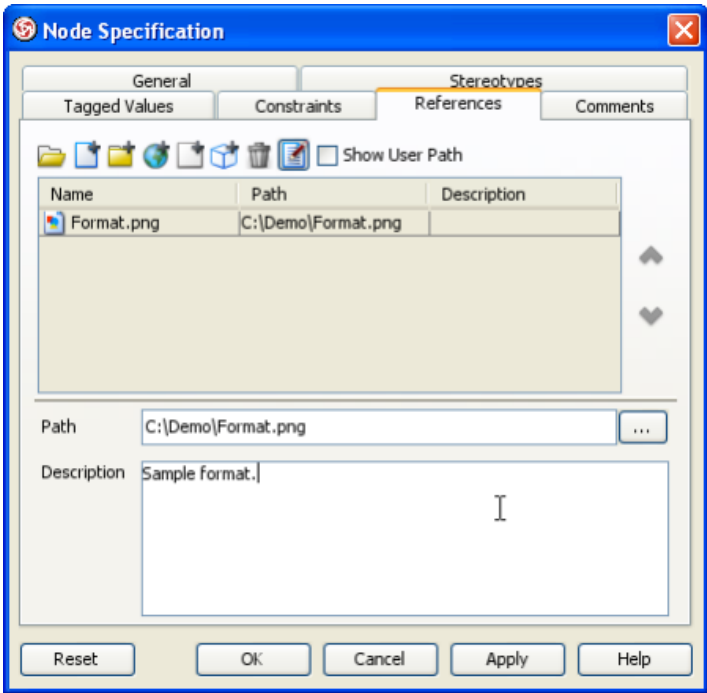 Node Specification
General Stereotypes
Tagged Values Constraints References Comments
Show User Path
Name Path Description
Format.png C:\Demo\Format.png
Path C:\Demo\Format.png ...
Description Sample format.
Reset OK Cancel Apply Help